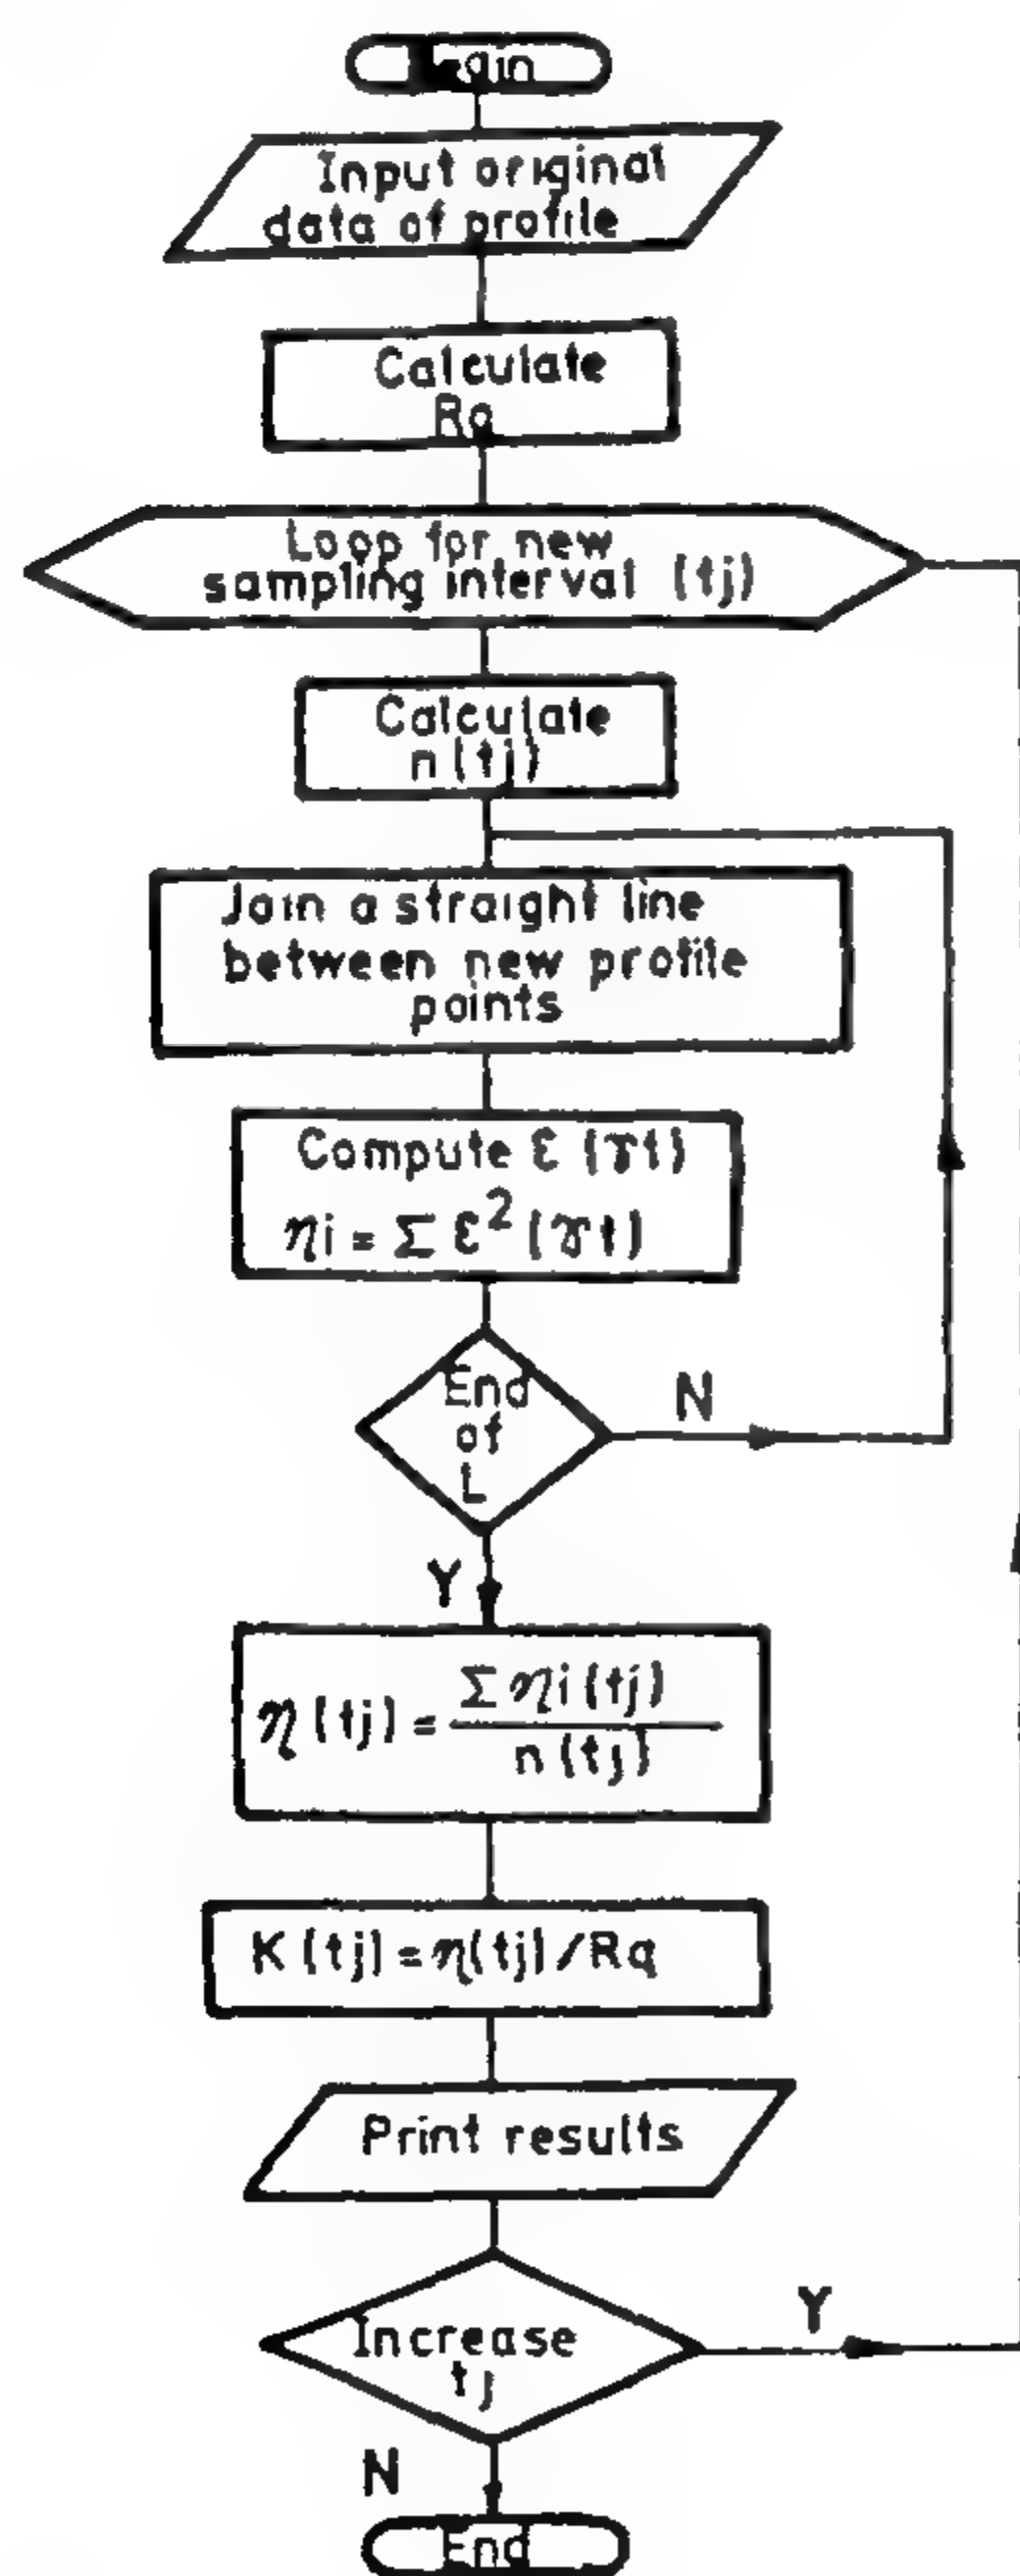 Input original
data of profile
Calculate
Rq
Loop for new
sampling interval (tj)
Calculate
n(tj)
Join a straight line
between new profile
points
Compute ε(γt)
ηi = Σ ε²(γt)
End
of
L
N
Y
η(tj) = Σ ηi(tj) / n(tj)
K(tj) = η(tj)/Rq
Print results
Increase
tj
Y
N
End